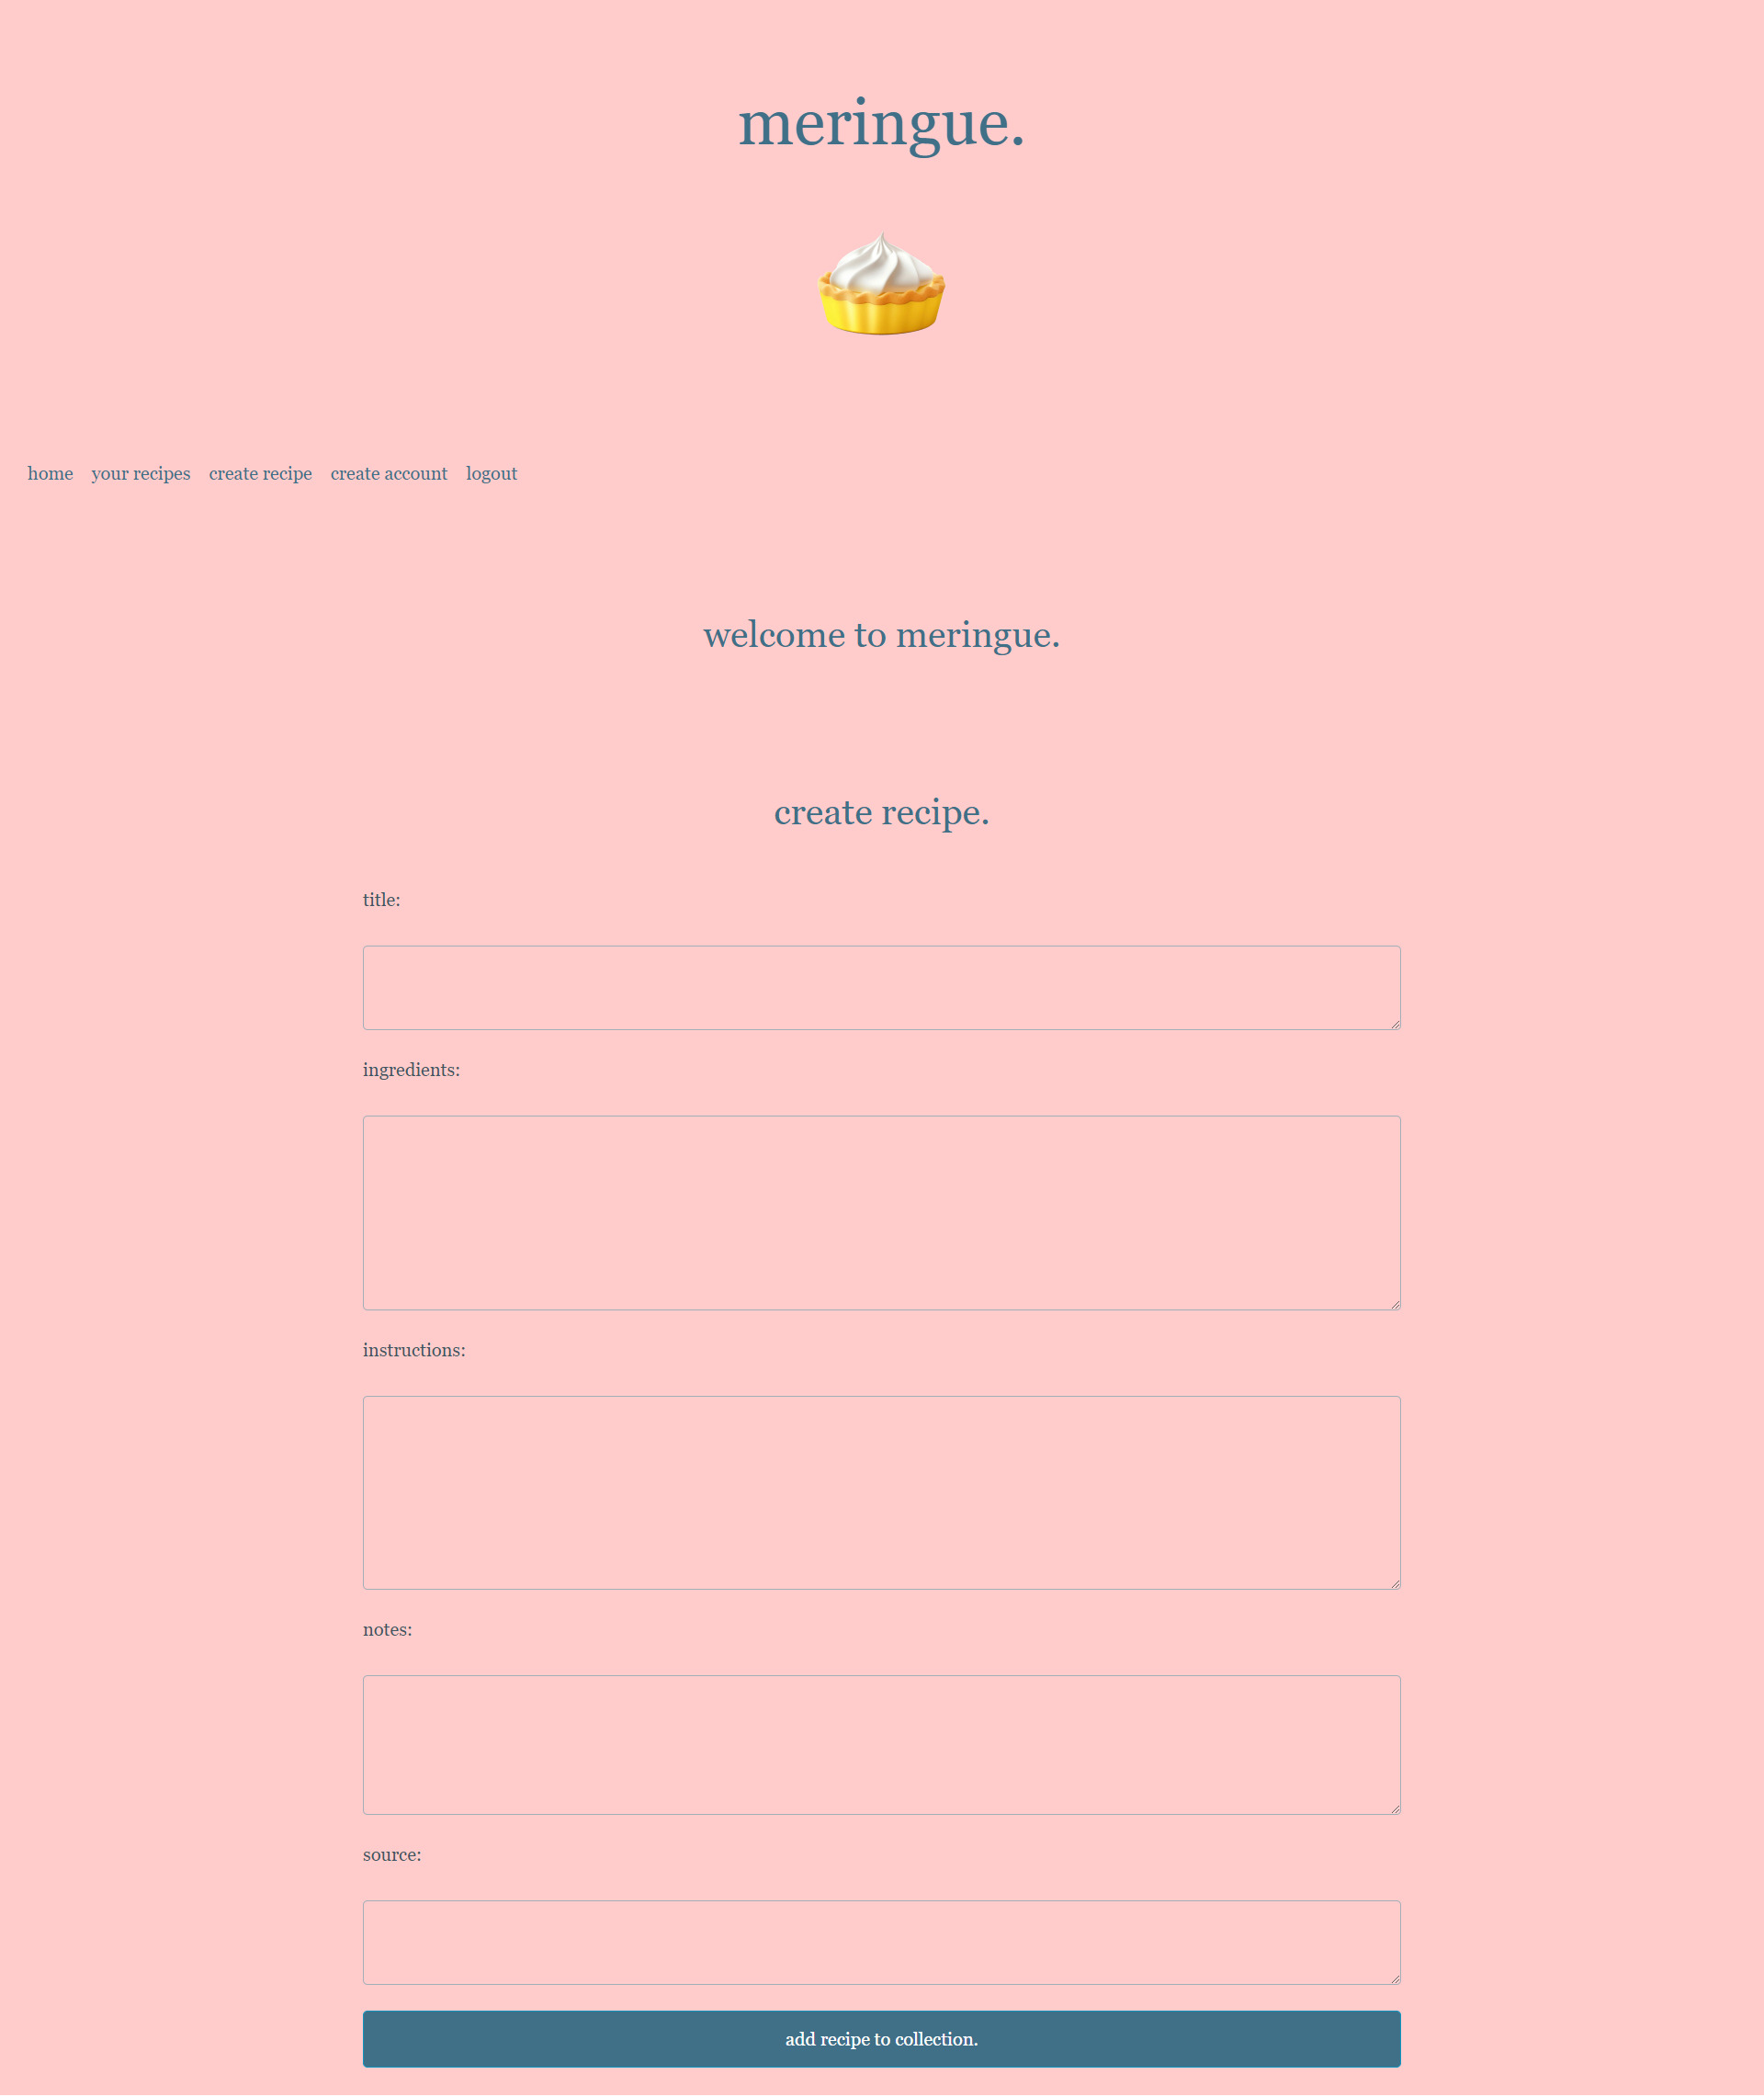 meringue.
home your recipes create recipe create account logout
welcome to meringue.
create recipe.
title:
ingredients:
instructions:
notes:
source:
add recipe to collection.